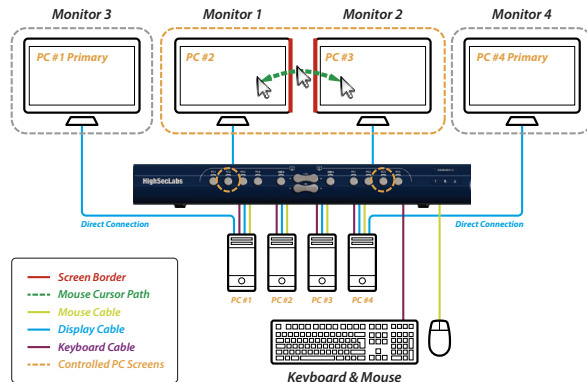 Monitor 3
Monitor 1
Monitor 2
Monitor 4
PC #1 Primary
PC #2
PC #3
PC #4 Primary
HighSecLabs
Direct Connection
Direct Connection
PC #1
PC #2
PC #3
PC #4
Screen Border
Mouse Cursor Path
Mouse Cable
Display Cable
Keyboard Cable
Controlled PC Screens
Keyboard & Mouse